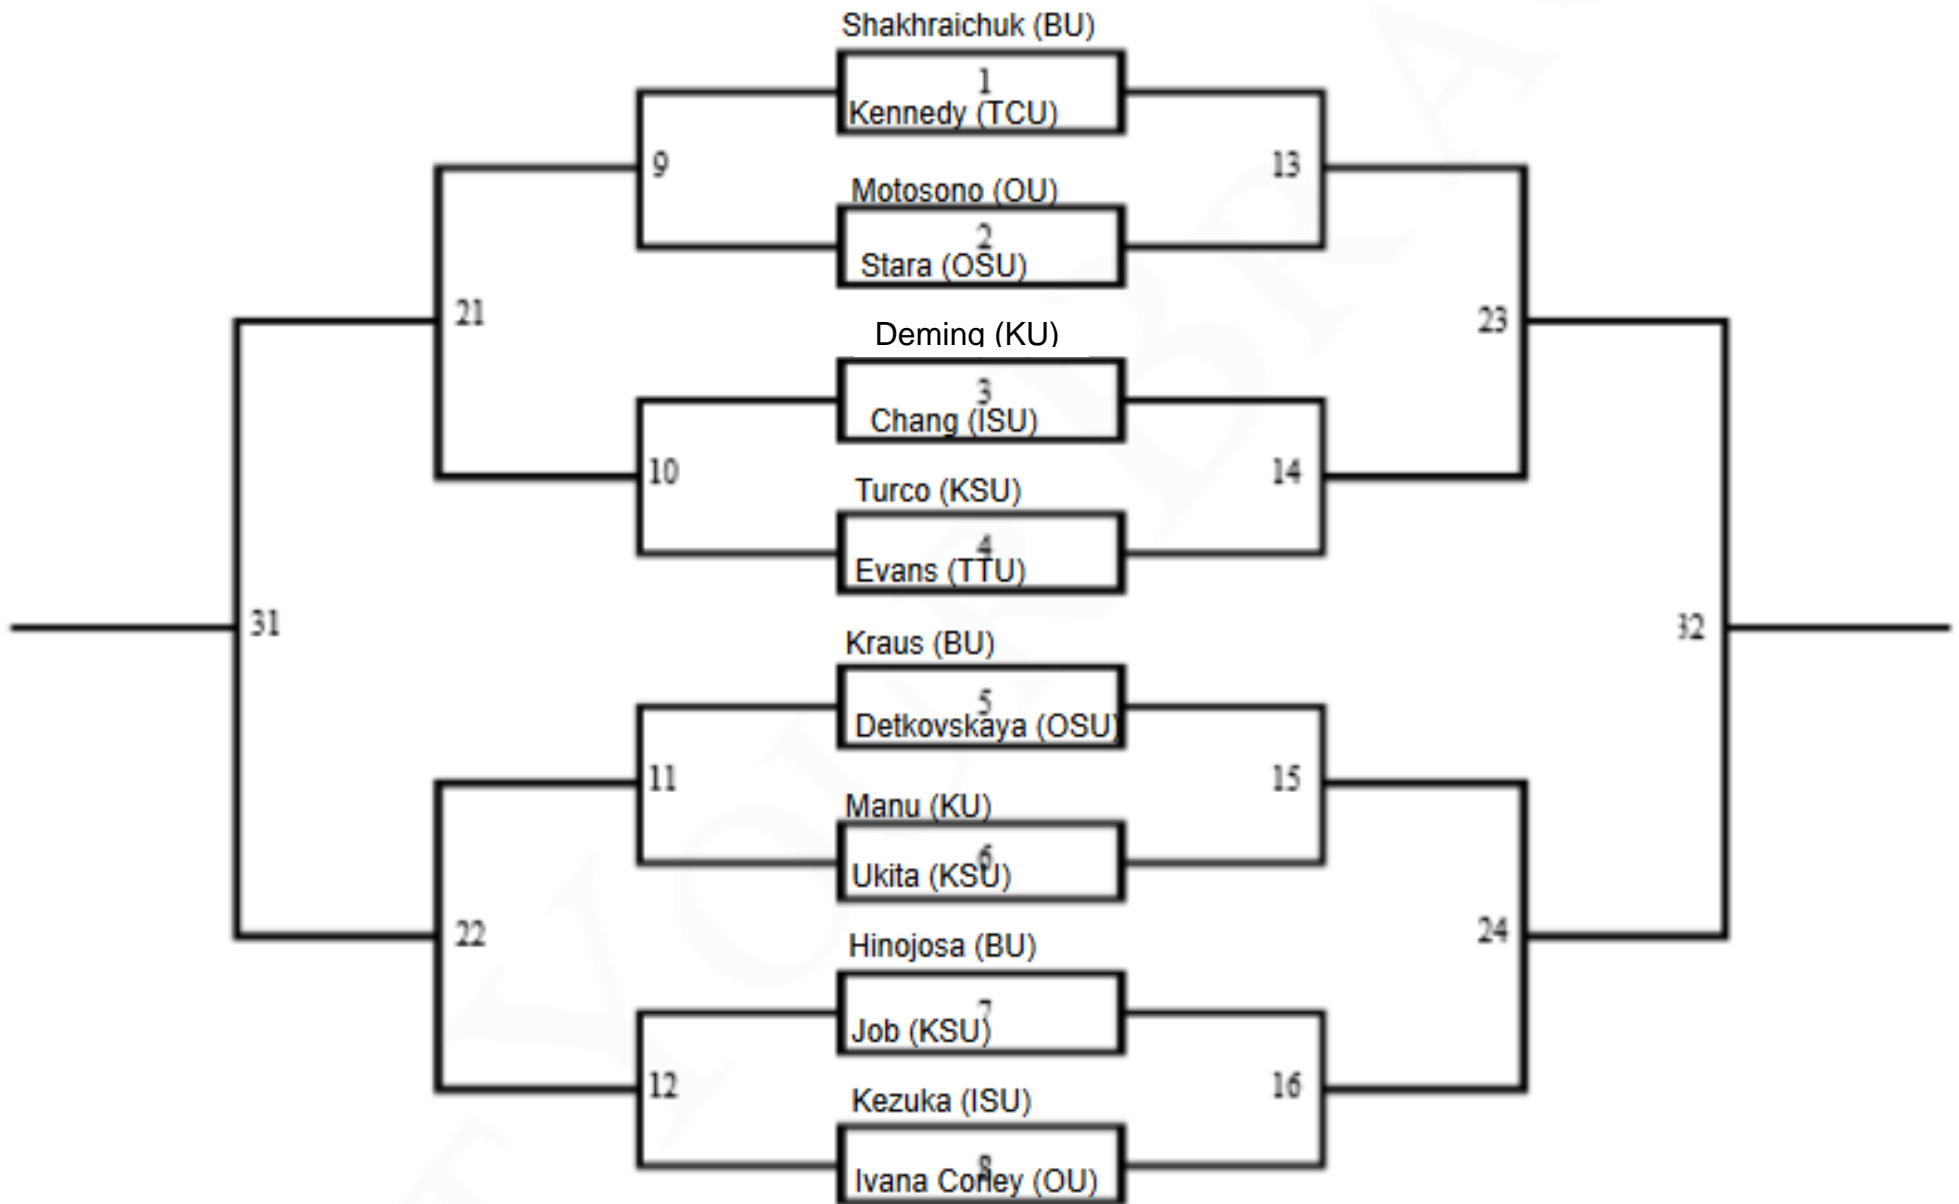 Shakhraichuk (BU)
1
Kennedy (TCU)
9
13
Motosono (OU)
2
Stara (OSU)
21
23
Deming (KU)
3
Chang (ISU)
10
14
Turco (KSU)
4
Evans (TTU)
31
32
Kraus (BU)
5
Detkovskaya (OSU)
11
15
Manu (KU)
6
Ukita (KSU)
22
24
Hinojosa (BU)
7
Job (KSU)
12
16
Kezuka (ISU)
8
Ivana Corley (OU)